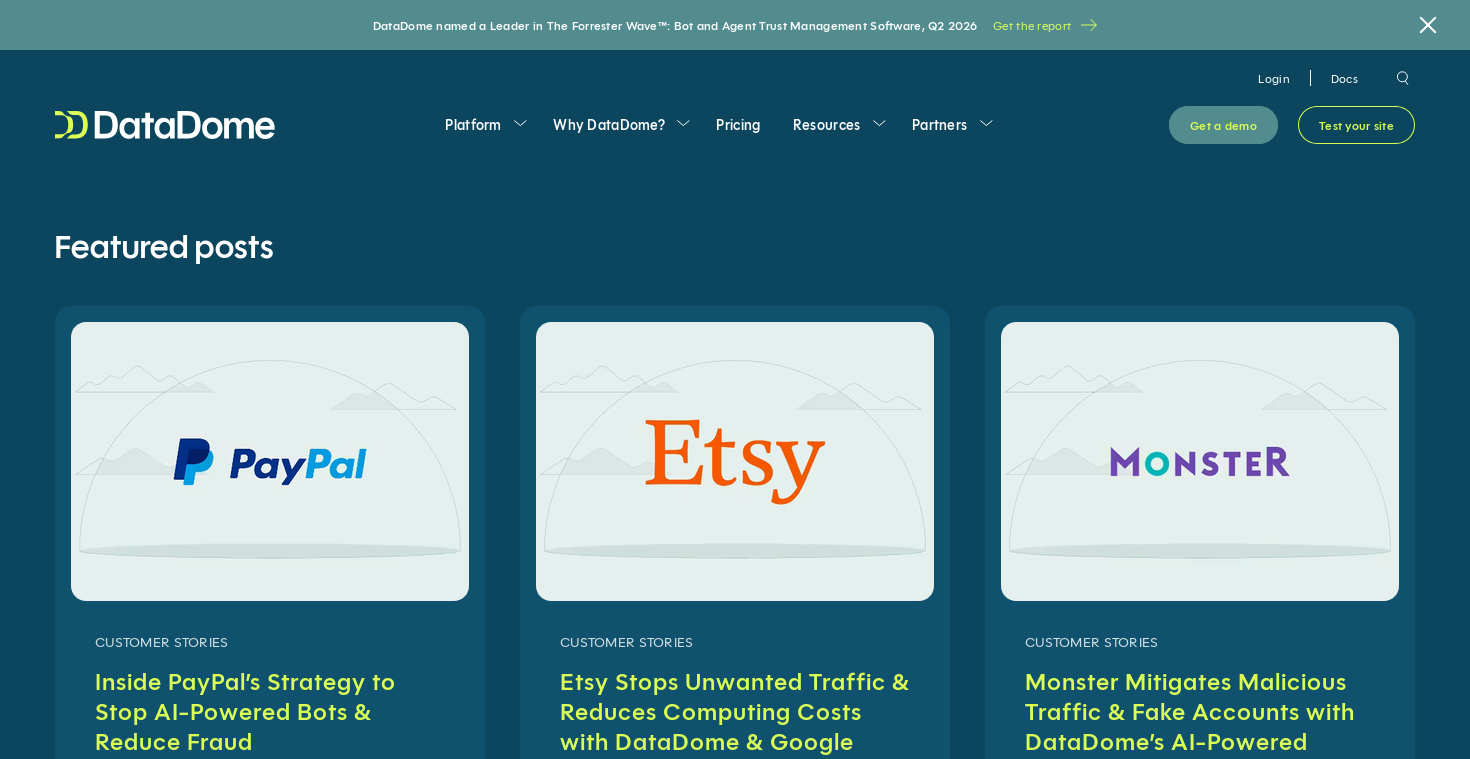 DataDome named a Leader in The Forrester Wave™: Bot and Agent Trust Management Software, Q2 2026 Get the report
Login Docs
DataDome Platform Why DataDome? Pricing Resources Partners Get a demo Test your site
Featured posts
PayPal
Etsy
MONSTER
CUSTOMER STORIES
Inside PayPal’s Strategy to
Stop AI-Powered Bots &
Reduce Fraud
CUSTOMER STORIES
Etsy Stops Unwanted Traffic &
Reduces Computing Costs
with DataDome & Google
CUSTOMER STORIES
Monster Mitigates Malicious
Traffic & Fake Accounts with
DataDome’s AI-Powered